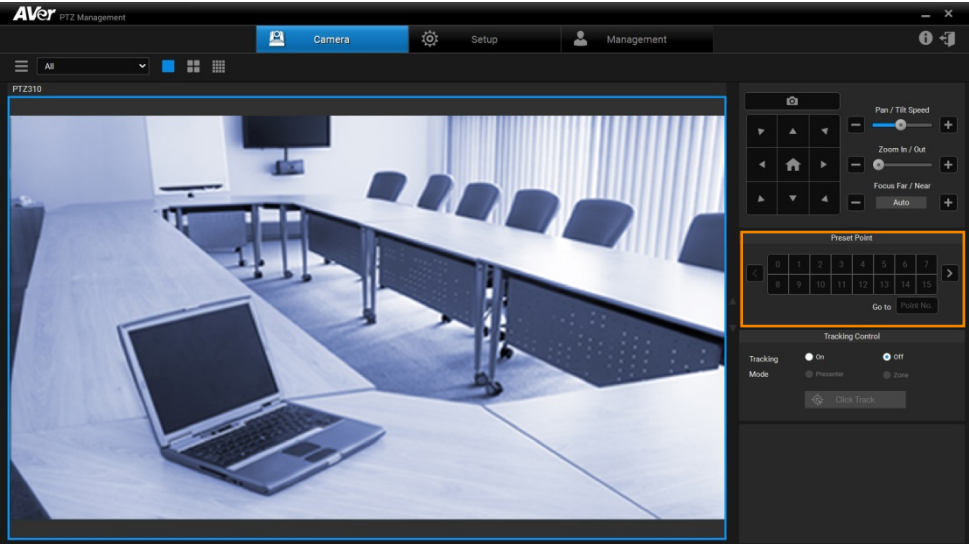 AVer PTZ Management
Camera
Setup
Management
All
PTZ310
Pan / Tilt Speed
Zoom In / Out
Focus Far / Near
Auto
Preset Point
0 1 2 3 4 5 6 7
8 9 10 11 12 13 14 15
Go to Point No.
Tracking Control
Tracking On Off
Mode Presenter Zone
Click Track